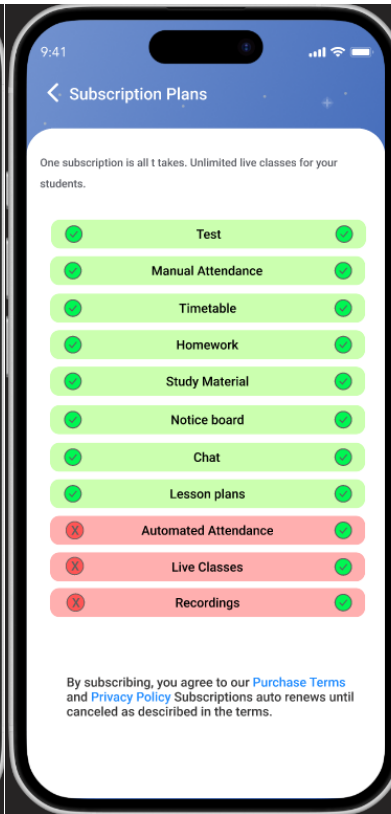 9:41
Subscription Plans
One subscription is all t takes. Unlimited live classes for your
students.
Test
Manual Attendance
Timetable
Homework
Study Material
Notice board
Chat
Lesson plans
X Automated Attendance
X Live Classes
X Recordings
By subscribing, you agree to our Purchase Terms
and Privacy Policy Subscriptions auto renews until
canceled as desciribed in the terms.